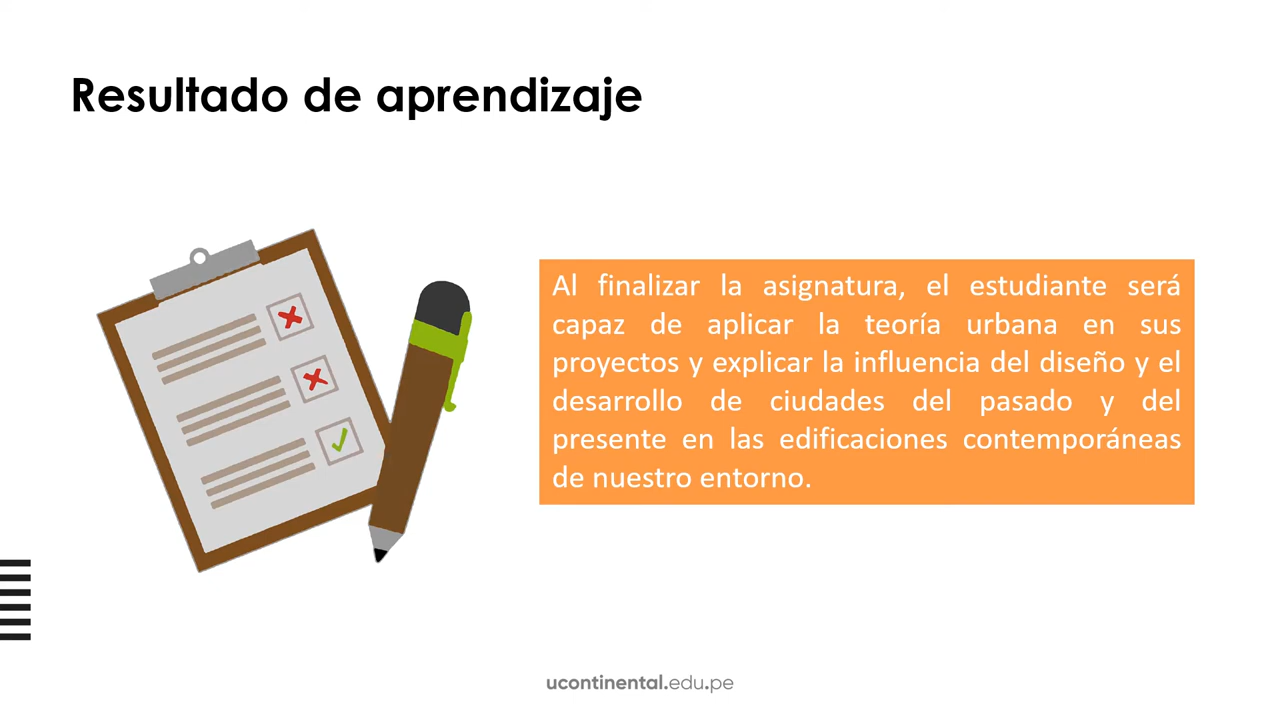 Resultado de aprendizaje
Al finalizar la asignatura, el estudiante será
capaz de aplicar la teoría urbana en sus
proyectos y explicar la influencia del diseño y el
desarrollo de ciudades del pasado y del
presente en las edificaciones contemporáneas
de nuestro entorno.
ucontinental.edu.pe